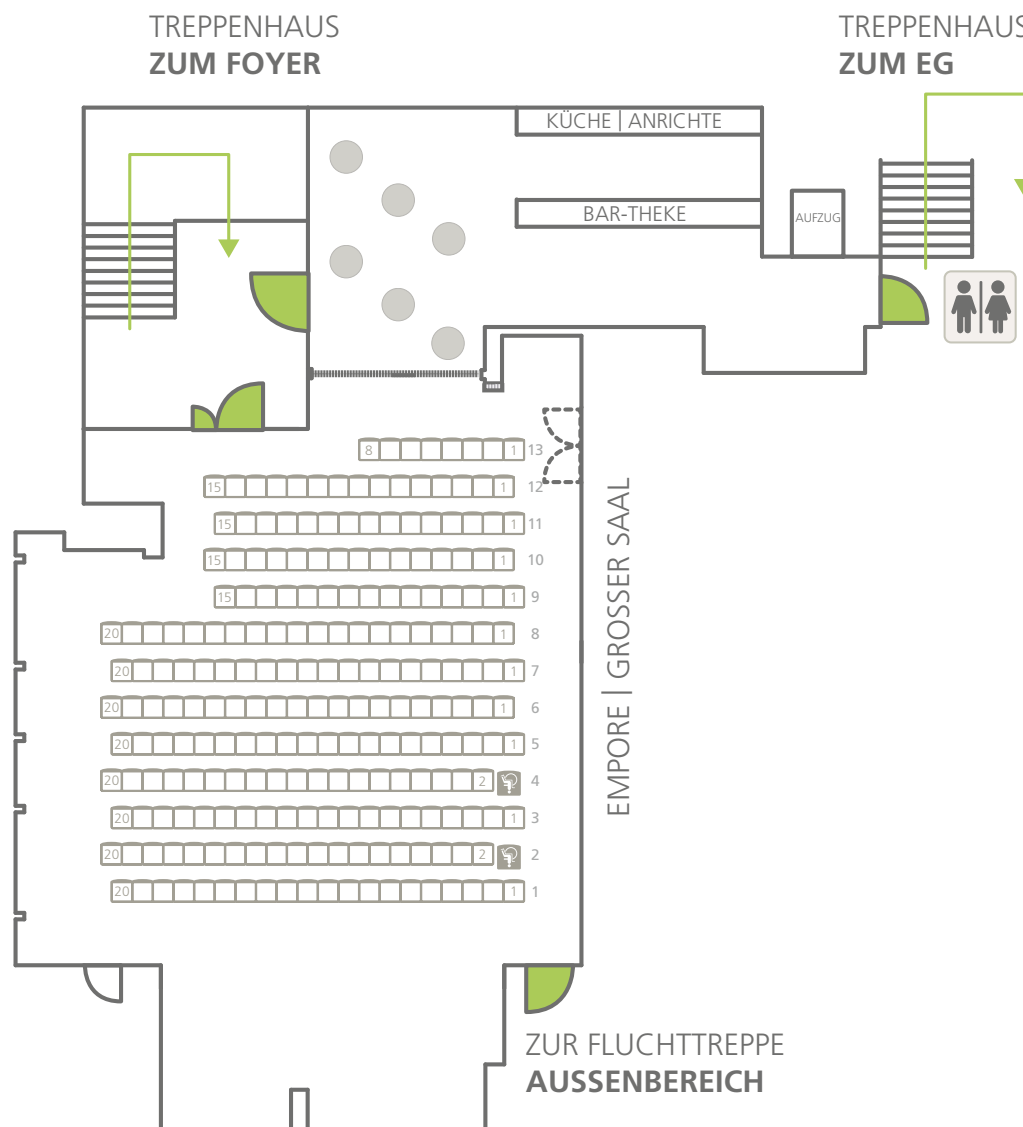 TREPPENHAUS
ZUM FOYER
TREPPENHAUS
ZUM EG
KÜCHE | ANRICHTE
BAR-THEKE
AUFZUG
8 1 13
15 1 12
15 1 11
15 1 10
15 1 9
20 1 8
20 1 7
20 1 6
20 1 5
20 2 4
20 1 3
20 2 2
20 1 1
EMPORE | GROSSER SAAL
ZUR FLUCHTTREPPE
AUSSENBEREICH